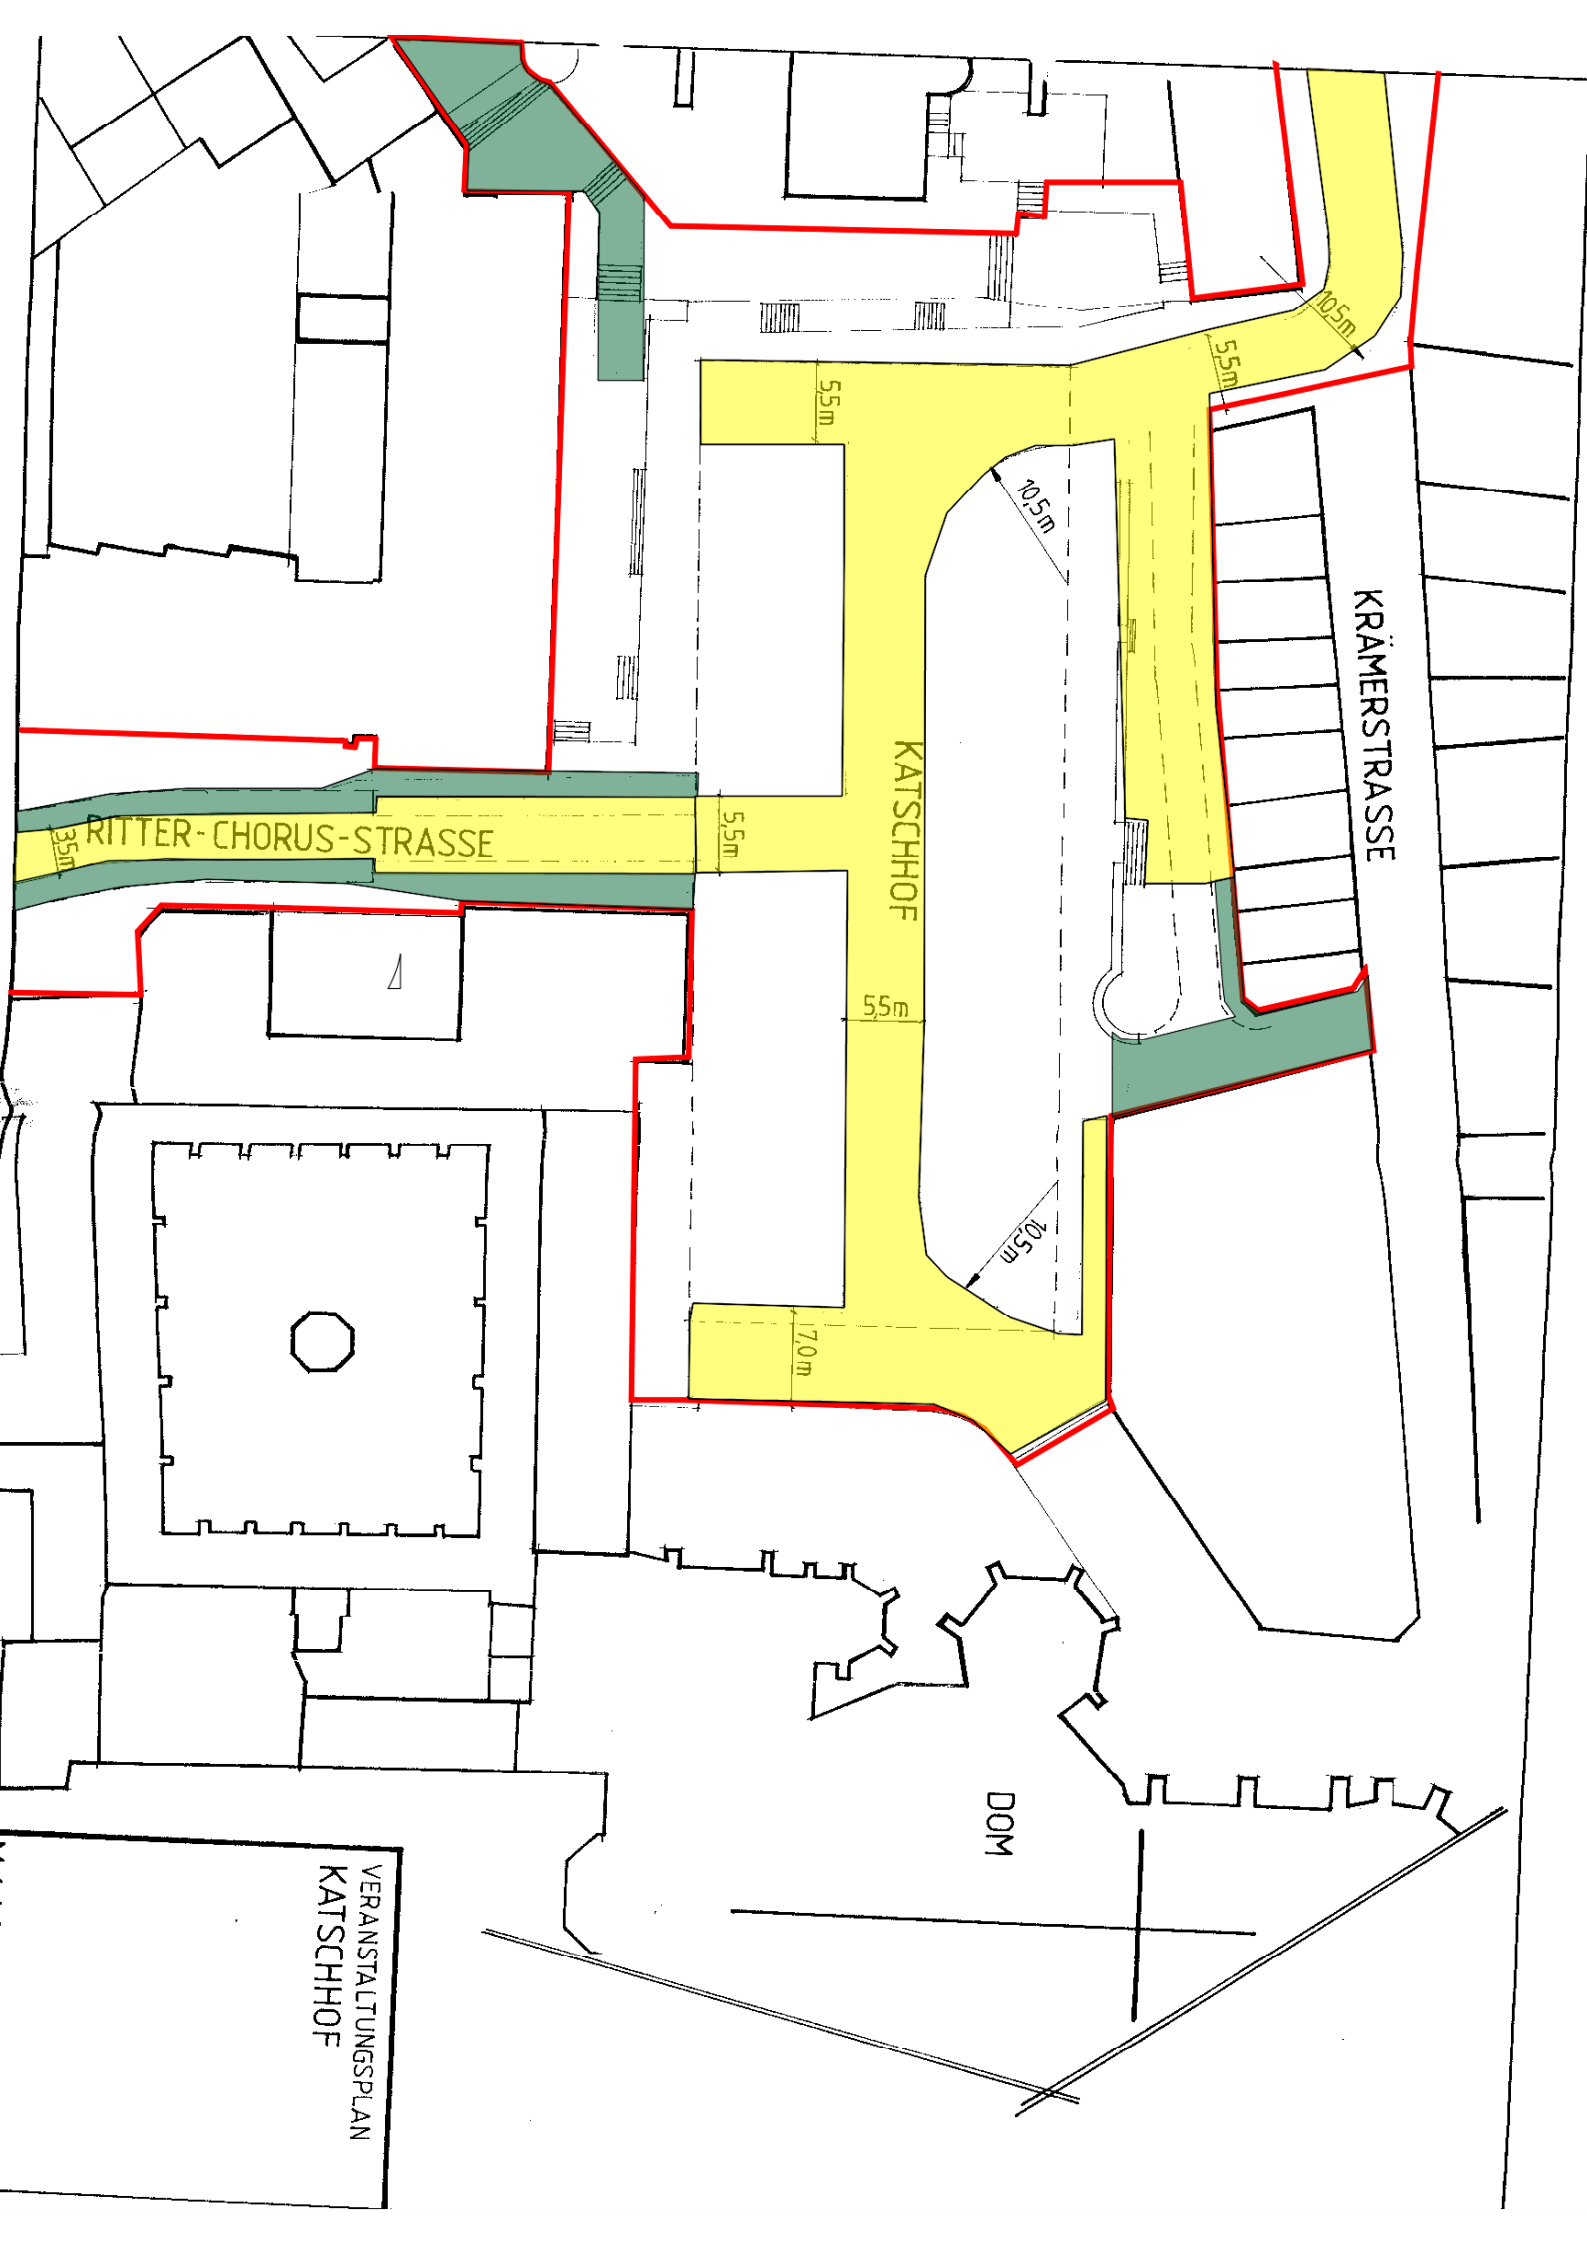 10,5m
5,5m
5,5m
10,5m
KRÄMERSTRASSE
KATSCHHOF
RITTER-CHORUS-STRASSE
3,5m
5,5m
5,5m
10,5m
7,0m
DOM
VERANSTALTUNGSPLAN
KATSCHHOF